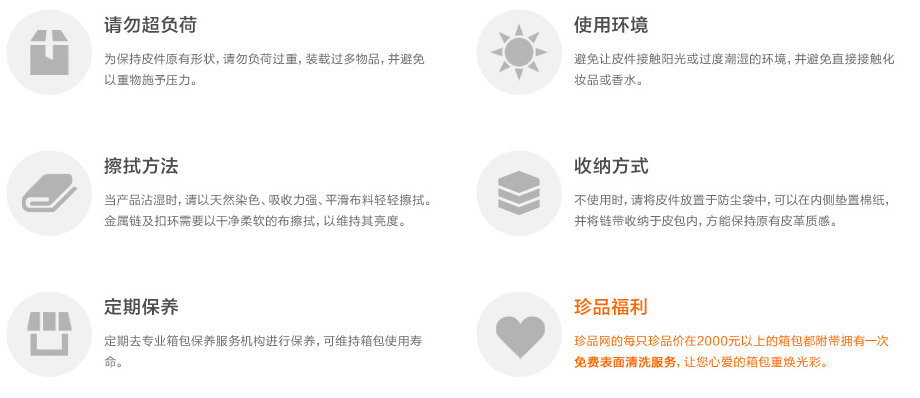 请勿超负荷
为保持皮件原有形状，请勿负荷过重，装载过多物品，并避免
以重物施予压力。
使用环境
避免让皮件接触阳光或过度潮湿的环境，并避免直接接触化
妆品或香水。
擦拭方法
当产品沾湿时，请以天然染色、吸收力强、平滑布料轻轻擦拭。
金属链及扣环需要以干净柔软的布擦拭，以维持其亮度。
收纳方式
不使用时，请将皮件放置于防尘袋中，可以在内侧垫置棉纸，
并将链带收纳于皮包内，方能保持原有皮革质感。
定期保养
定期去专业箱包保养服务机构进行保养，可维持箱包使用寿
命。
珍品福利
珍品网的每只珍品价在2000元以上的箱包都附带拥有一次
免费表面清洗服务，让您心爱的箱包重焕光彩。